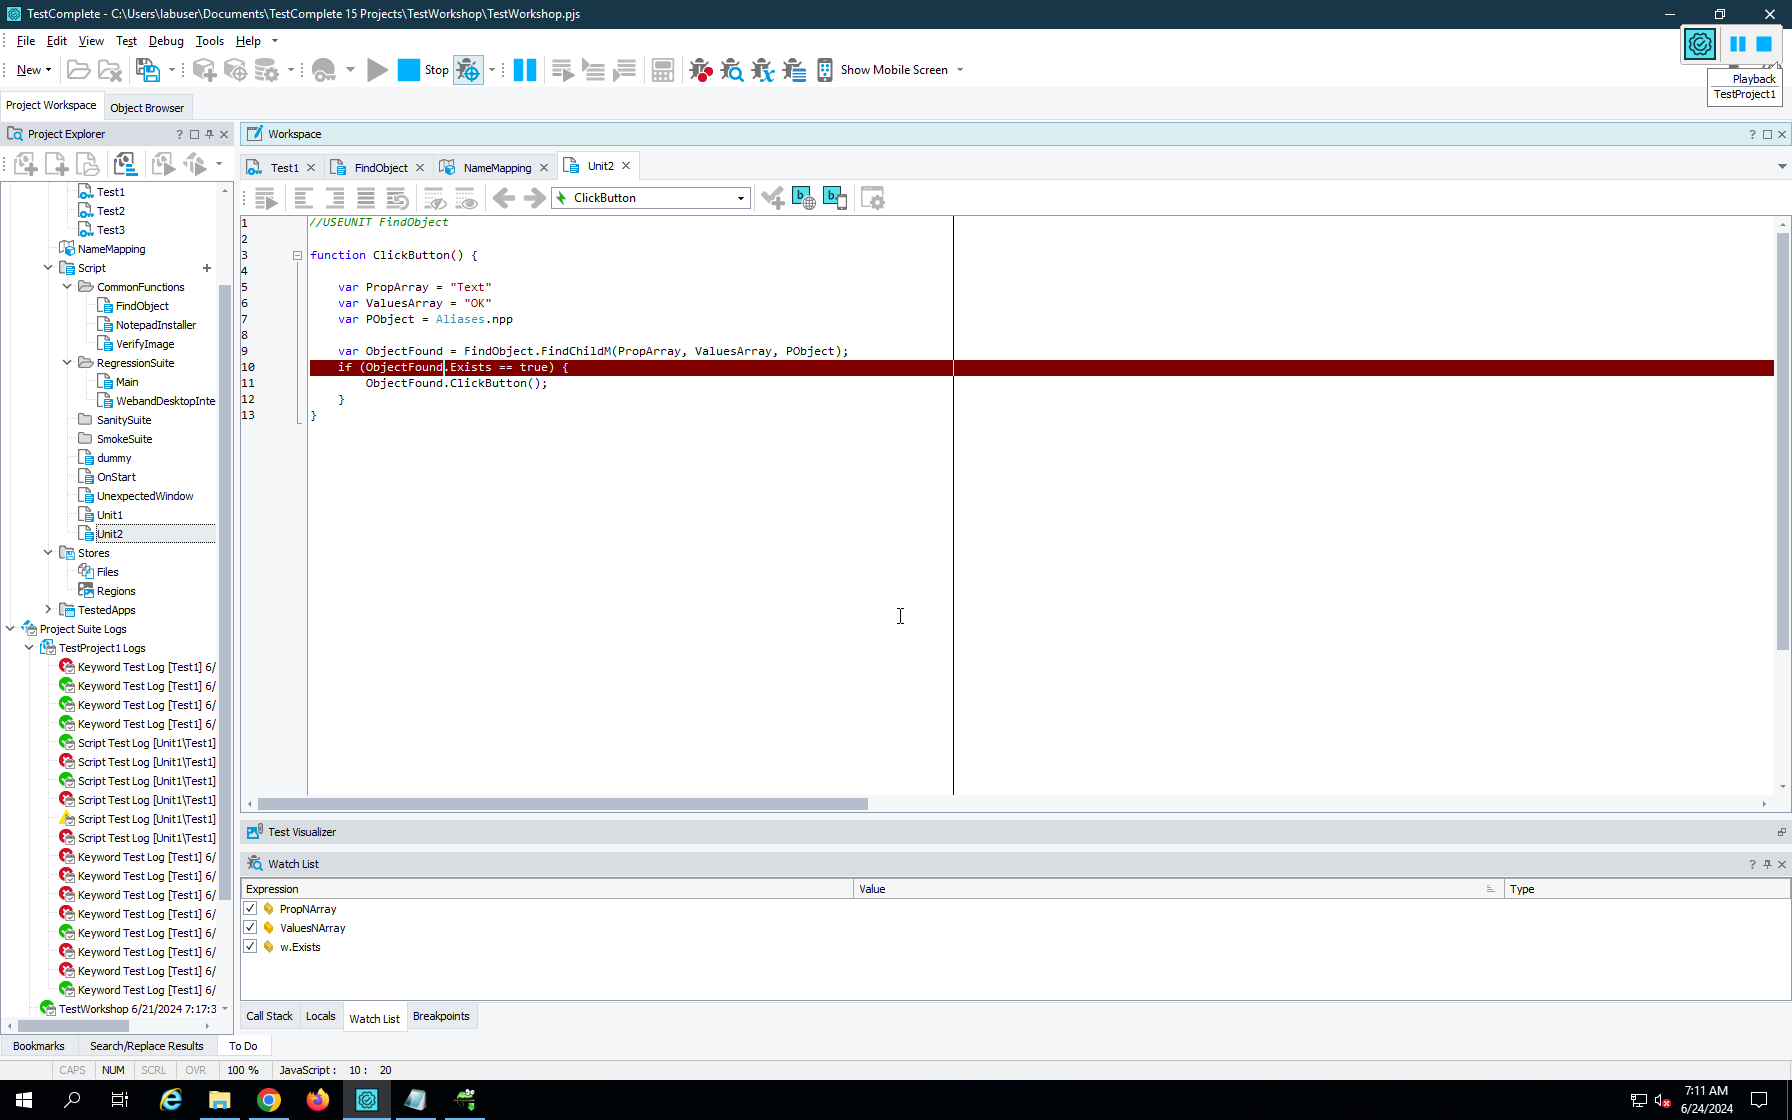 TestComplete - C:\Users\labuser\Documents\TestComplete 15 Projects\TestWorkshop\TestWorkshop.pjs
File Edit View Test Debug Tools Help
New Stop Show Mobile Screen
Playback
TestProject1
Project Workspace Object Browser
Project Explorer
Workspace
Test1 FindObject NameMapping Unit2
ClickButton
Test1
Test2
Test3
NameMapping
Script
CommonFunctions
FindObject
NotepadInstaller
VerifyImage
RegressionSuite
Main
WebandDesktopInte
SanitySuite
SmokeSuite
dummy
OnStart
UnexpectedWindow
Unit1
Unit2
Stores
Files
Regions
TestedApps
Project Suite Logs
TestProject1 Logs
Keyword Test Log [Test1] 6/
Keyword Test Log [Test1] 6/
Keyword Test Log [Test1] 6/
Keyword Test Log [Test1] 6/
Script Test Log [Unit1\Test1]
Script Test Log [Unit1\Test1]
Script Test Log [Unit1\Test1]
Script Test Log [Unit1\Test1]
Script Test Log [Unit1\Test1]
Script Test Log [Unit1\Test1]
Keyword Test Log [Test1] 6/
Keyword Test Log [Test1] 6/
Keyword Test Log [Test1] 6/
Keyword Test Log [Test1] 6/
Keyword Test Log [Test1] 6/
Keyword Test Log [Test1] 6/
Keyword Test Log [Test1] 6/
Keyword Test Log [Test1] 6/
TestWorkshop 6/21/2024 7:17:3
1 //USEUNIT FindObject
2
3 function ClickButton() {
4
5 var PropArray = "Text"
6 var ValuesArray = "OK"
7 var PObject = Aliases.npp
8
9 var ObjectFound = FindObject.FindChildM(PropArray, ValuesArray, PObject);
10 if (ObjectFound.Exists == true) {
11 ObjectFound.ClickButton();
12 }
13 }
Test Visualizer
Watch List
Expression Value Type
PropNArray
ValuesNArray
w.Exists
Call Stack Locals Watch List Breakpoints
Bookmarks Search/Replace Results To Do
CAPS NUM SCRL OVR 100 % JavaScript : 10 : 20
7:11 AM
6/24/2024